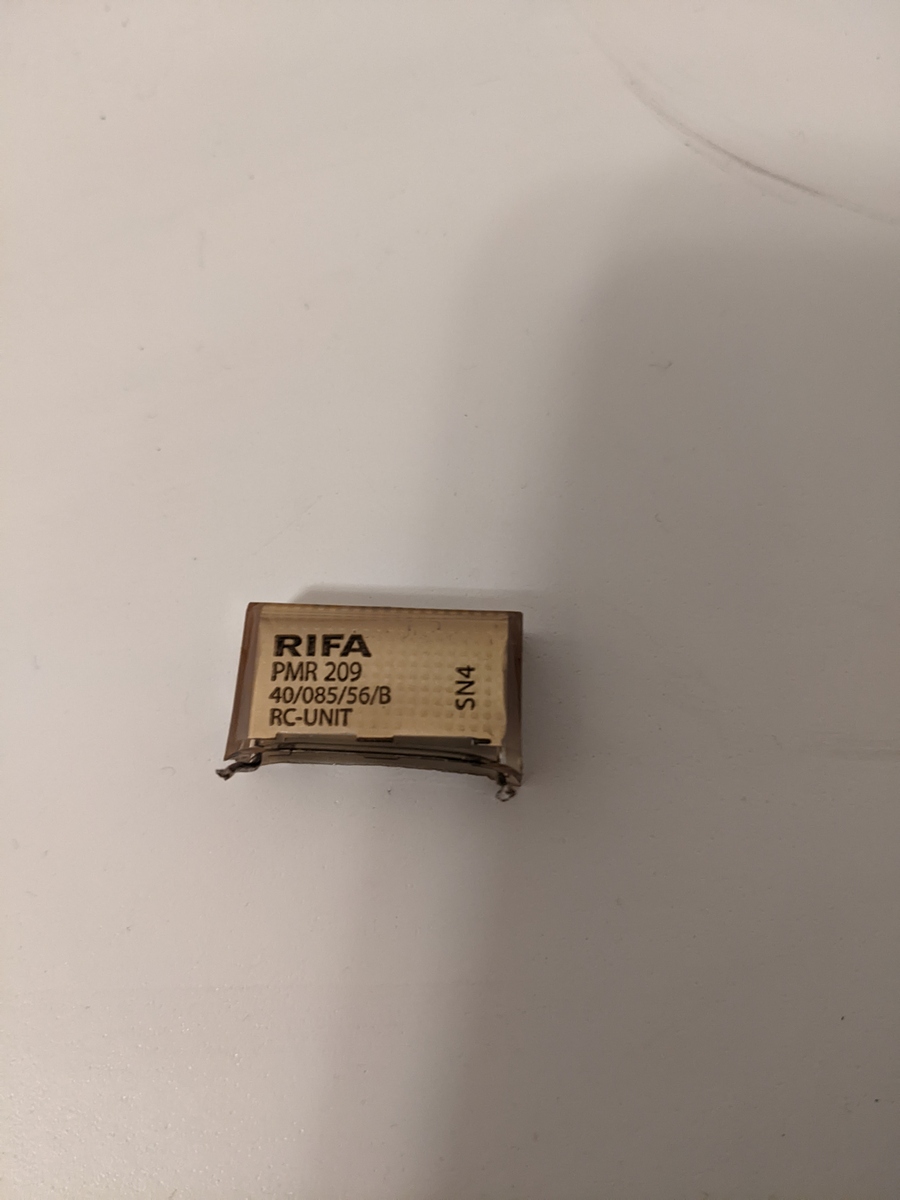 RIFA
PMR 209
40/085/56/B
RC-UNIT
SN4